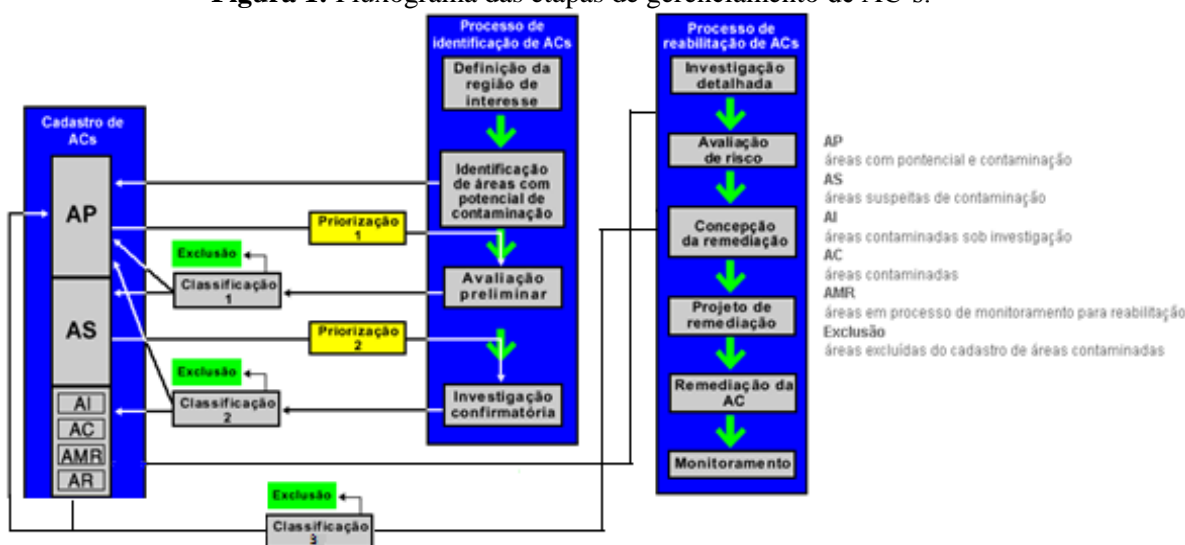 Figura 1. Fluxograma das etapas de gerenciamento de AC's.
Cadastro de
ACs
AP
AS
AI
AC
AMR
AR
Exclusão
Classificação
1
Exclusão
Classificação
2
Exclusão
Classificação
3
Priorização
1
Priorização
2
Processo de
identificação de ACs
Definição da
região de
interesse
Identificação
de áreas com
potencial de
contaminação
Avaliação
preliminar
Investigação
confirmatória
Processo de
reabilitação de ACs
Investigação
detalhada
Avaliação
de risco
Concepção
da remediação
Projeto de
remediação
Remediação da
AC
Monitoramento
AP
áreas com pontencial e contaminação
AS
áreas suspeitas de contaminação
AI
áreas contaminadas sob investigação
AC
áreas contaminadas
AMR
áreas em processo de monitoramento para reabilitação
Exclusão
áreas excluídas do cadastro de áreas contaminadas